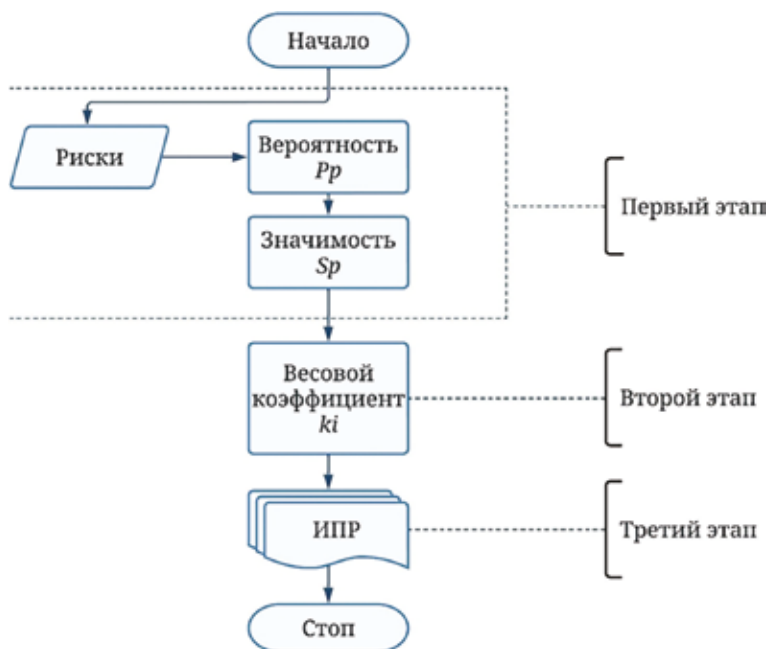 Начало
Риски
Вероятность
Pp
Первый этап
Значимость
Sp
Весовой
коэффициент
ki
Второй этап
ИПР
Третий этап
Стоп